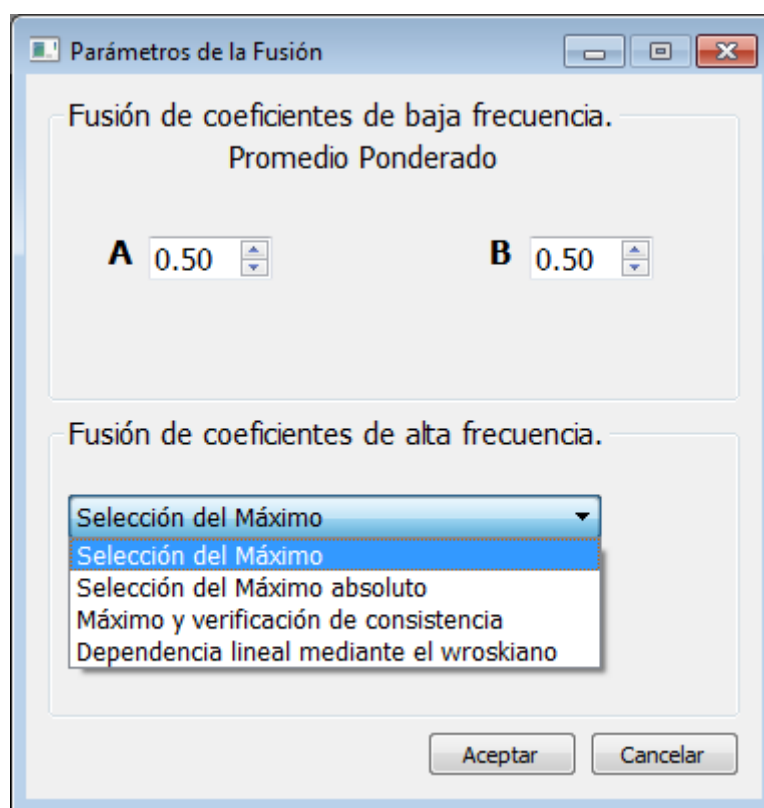 Parámetros de la Fusión
Fusión de coeficientes de baja frecuencia.
Promedio Ponderado
A 0.50 B 0.50
Fusión de coeficientes de alta frecuencia.
Selección del Máximo
Selección del Máximo
Selección del Máximo absoluto
Máximo y verificación de consistencia
Dependencia lineal mediante el wroskiano
Aceptar Cancelar